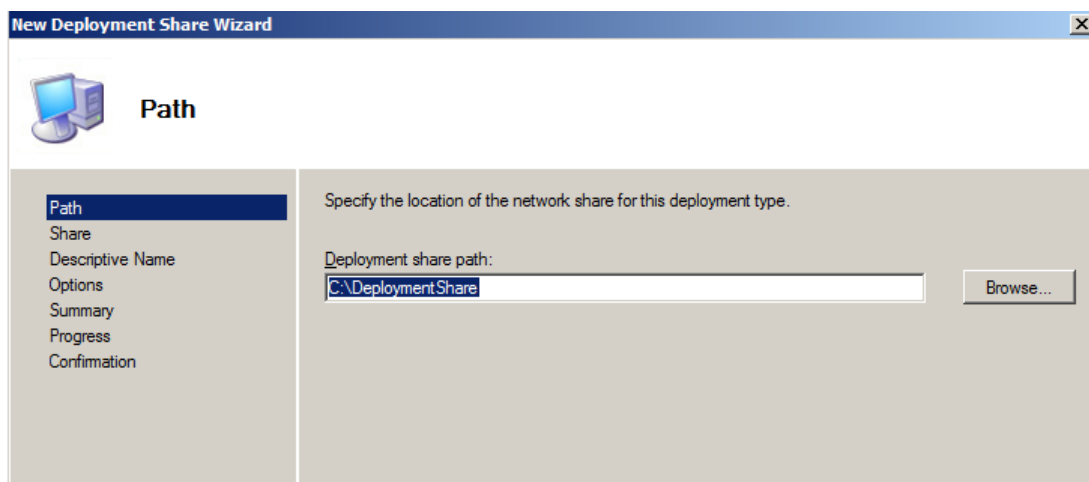 New Deployment Share Wizard
Path
Path
Share
Descriptive Name
Options
Summary
Progress
Confirmation
Specify the location of the network share for this deployment type.
Deployment share path:
C:\DeploymentShare
Browse...